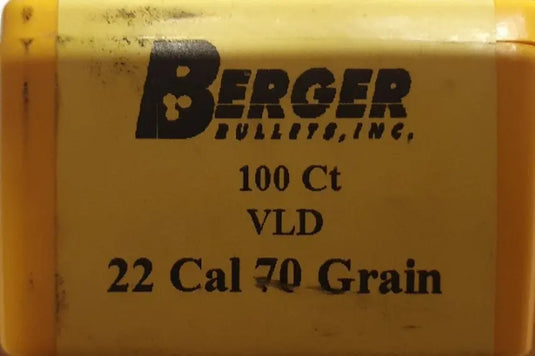 BERGER
BULLETS, INC.
100 Ct
VLD
22 Cal 70 Grain